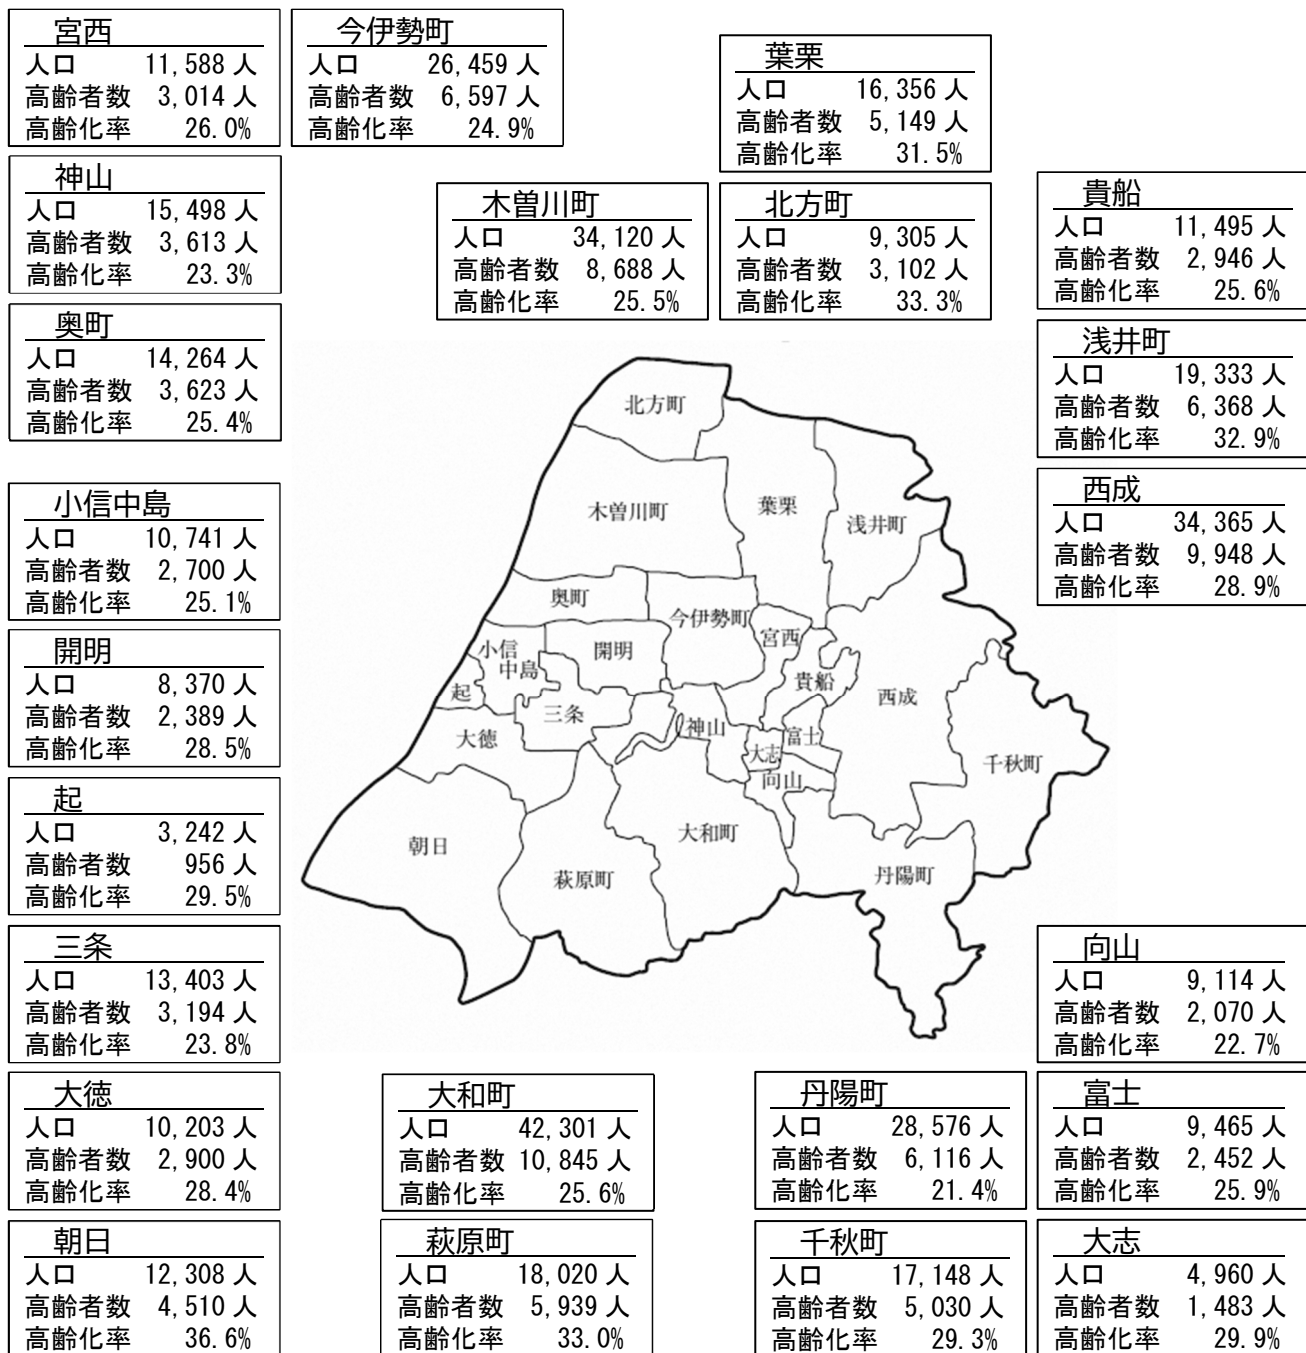 宮西
人口 11,588 人
高齢者数 3,014 人
高齢化率 26.0%
今伊勢町
人口 26,459 人
高齢者数 6,597 人
高齢化率 24.9%
葉栗
人口 16,356 人
高齢者数 5,149 人
高齢化率 31.5%
神山
人口 15,498 人
高齢者数 3,613 人
高齢化率 23.3%
木曽川町
人口 34,120 人
高齢者数 8,688 人
高齢化率 25.5%
北方町
人口 9,305 人
高齢者数 3,102 人
高齢化率 33.3%
貴船
人口 11,495 人
高齢者数 2,946 人
高齢化率 25.6%
奥町
人口 14,264 人
高齢者数 3,623 人
高齢化率 25.4%
浅井町
人口 19,333 人
高齢者数 6,368 人
高齢化率 32.9%
西成
人口 34,365 人
高齢者数 9,948 人
高齢化率 28.9%
小信中島
人口 10,741 人
高齢者数 2,700 人
高齢化率 25.1%
開明
人口 8,370 人
高齢者数 2,389 人
高齢化率 28.5%
起
人口 3,242 人
高齢者数 956 人
高齢化率 29.5%
三条
人口 13,403 人
高齢者数 3,194 人
高齢化率 23.8%
大徳
人口 10,203 人
高齢者数 2,900 人
高齢化率 28.4%
朝日
人口 12,308 人
高齢者数 4,510 人
高齢化率 36.6%
北方町
木曽川町
葉栗
浅井町
奥町
今伊勢町
宮西
小信
中島
開明
貴船
起
西成
三条
神山
大徳
大志
富士
千秋町
向山
朝日
大和町
萩原町
丹陽町
向山
人口 9,114 人
高齢者数 2,070 人
高齢化率 22.7%
大和町
人口 42,301 人
高齢者数 10,845 人
高齢化率 25.6%
丹陽町
人口 28,576 人
高齢者数 6,116 人
高齢化率 21.4%
富士
人口 9,465 人
高齢者数 2,452 人
高齢化率 25.9%
萩原町
人口 18,020 人
高齢者数 5,939 人
高齢化率 33.0%
千秋町
人口 17,148 人
高齢者数 5,030 人
高齢化率 29.3%
大志
人口 4,960 人
高齢者数 1,483 人
高齢化率 29.9%